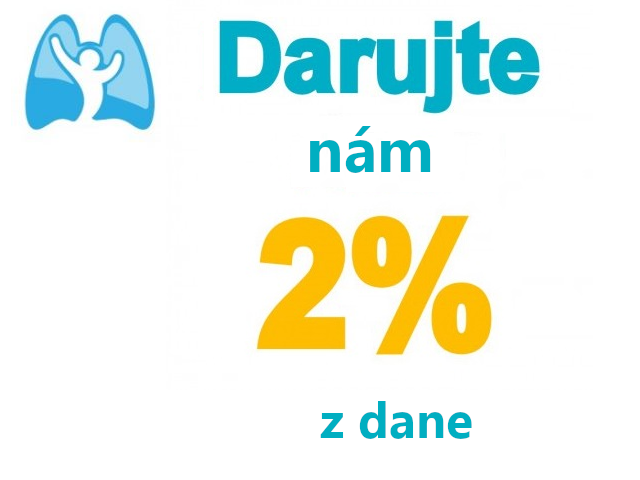 Darujte
nám
2%
z dane